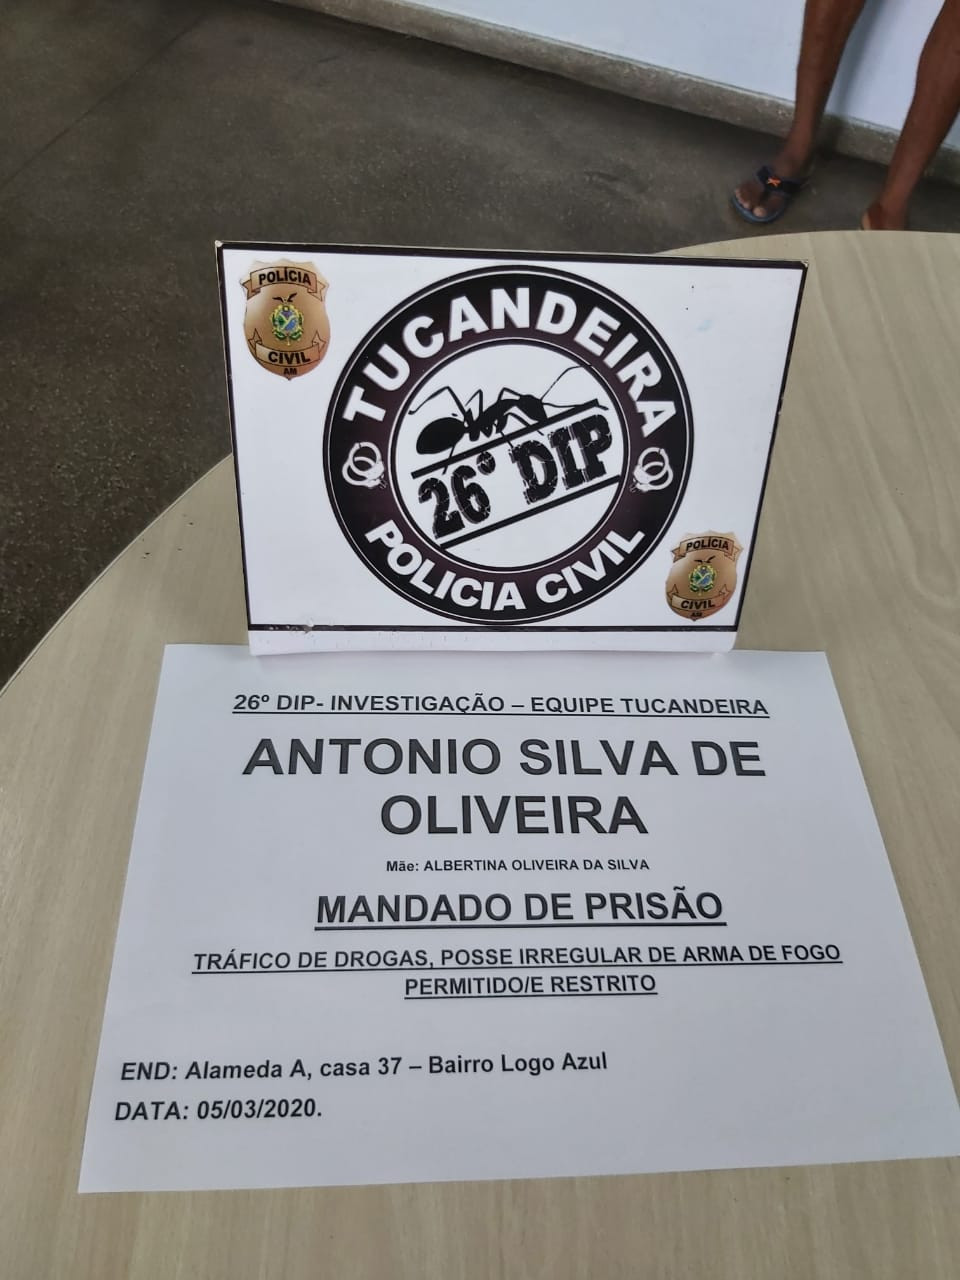 POLÍCIA
CIVIL
AM
TUCANDEIRA
26° DIP
POLICIA CIVIL
POLÍCIA
CIVIL
AM
26º DIP- INVESTIGAÇÃO – EQUIPE TUCANDEIRA
ANTONIO SILVA DE
OLIVEIRA
Mãe: ALBERTINA OLIVEIRA DA SILVA
MANDADO DE PRISÃO
TRÁFICO DE DROGAS, POSSE IRREGULAR DE ARMA DE FOGO
PERMITIDO/E RESTRITO
END: Alameda A, casa 37 – Bairro Logo Azul
DATA: 05/03/2020.